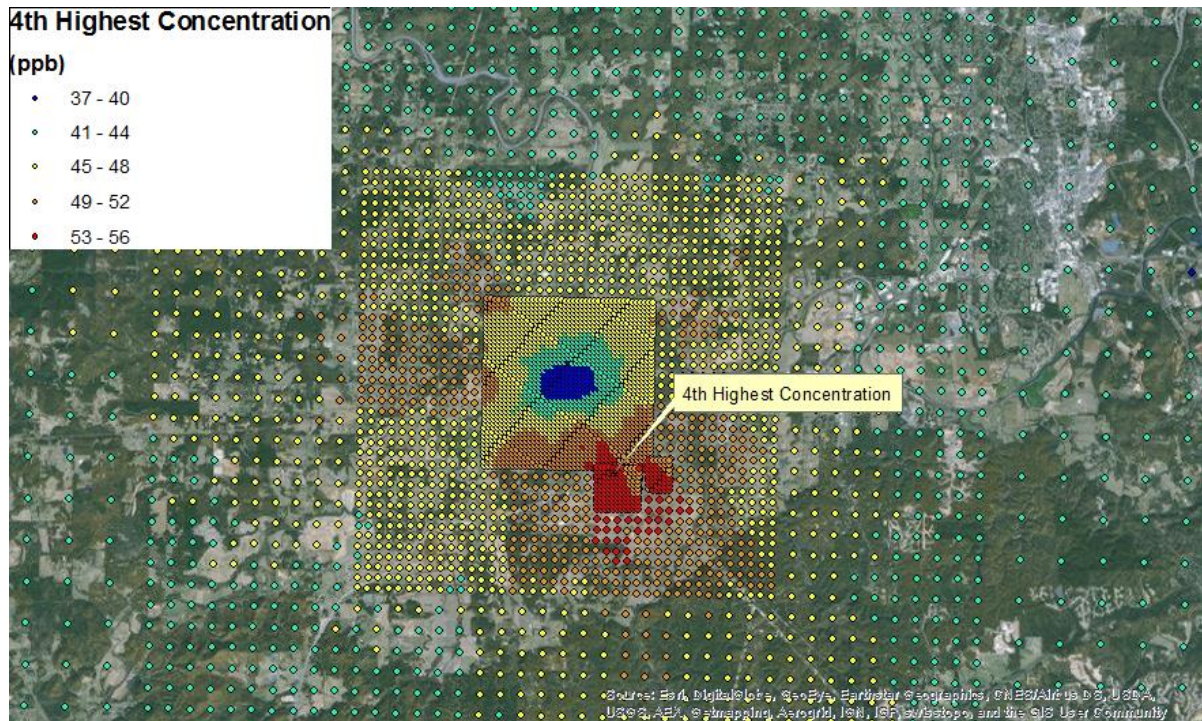 4th Highest Concentration
(ppb)
37 - 40
41 - 44
45 - 48
49 - 52
53 - 56
4th Highest Concentration
Source: Esri, DigitalGlobe, GeoEye, Earthstar Geographics, CNES/Airbus DS, USDA,
USGS, AEX, Getmapping, Aerogrid, IGN, IGP, swisstopo, and the GIS User Community